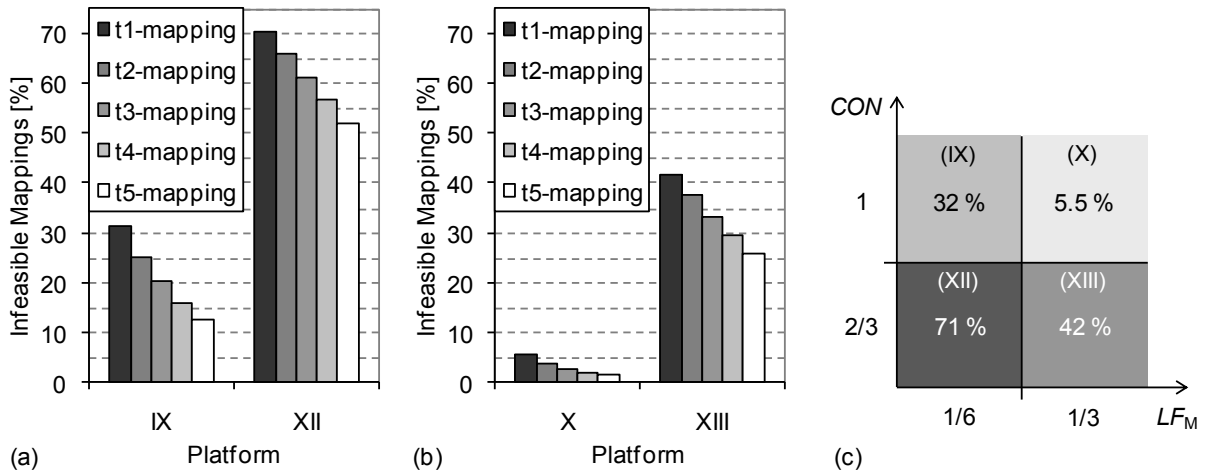 Infeasible Mappings [%]
70
60
50
40
30
20
10
0
t1-mapping
t2-mapping
t3-mapping
t4-mapping
t5-mapping
IX XII
Platform
(a)
Infeasible Mappings [%]
70
60
50
40
30
20
10
0
t1-mapping
t2-mapping
t3-mapping
t4-mapping
t5-mapping
X XIII
Platform
(b)
CON
(IX) (X)
1 32 % 5.5 %
(XII) (XIII)
2/3 71 % 42 %
1/6 1/3 LFM
(c)